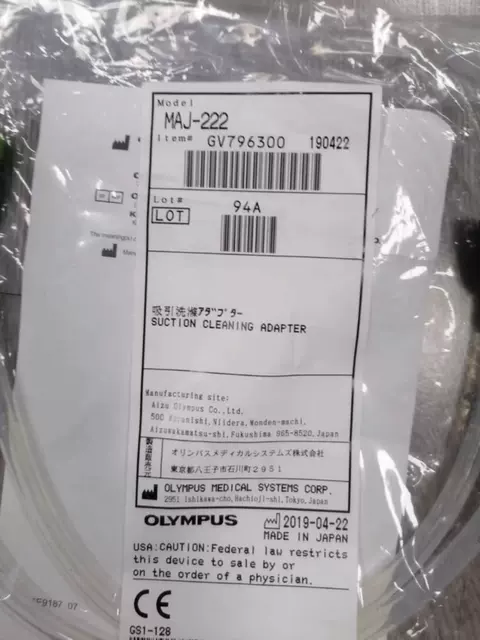 Model
MAJ-222
Item# GV796300 190422
Lot#
LOT 94A
吸引洗滌アダプター
SUCTION CLEANING ADAPTER
Manufacturing site:
Aizu Olympus Co., Ltd.
500 Muranishi, Niidera, Monden-machi,
Aizuwakamatsu-shi, Fukushima 965-8520, Japan
製造販売元
オリンパスメディカルシステムズ株式会社
東京都八王子市石川町2951
OLYMPUS MEDICAL SYSTEMS CORP.
2951 Ishikawa-cho, Hachioji-shi, Tokyo, Japan
OLYMPUS 2019-04-22
MADE IN JAPAN
USA: CAUTION: Federal law restricts
this device to sale by or
on the order of a physician.
CE
GS1-128